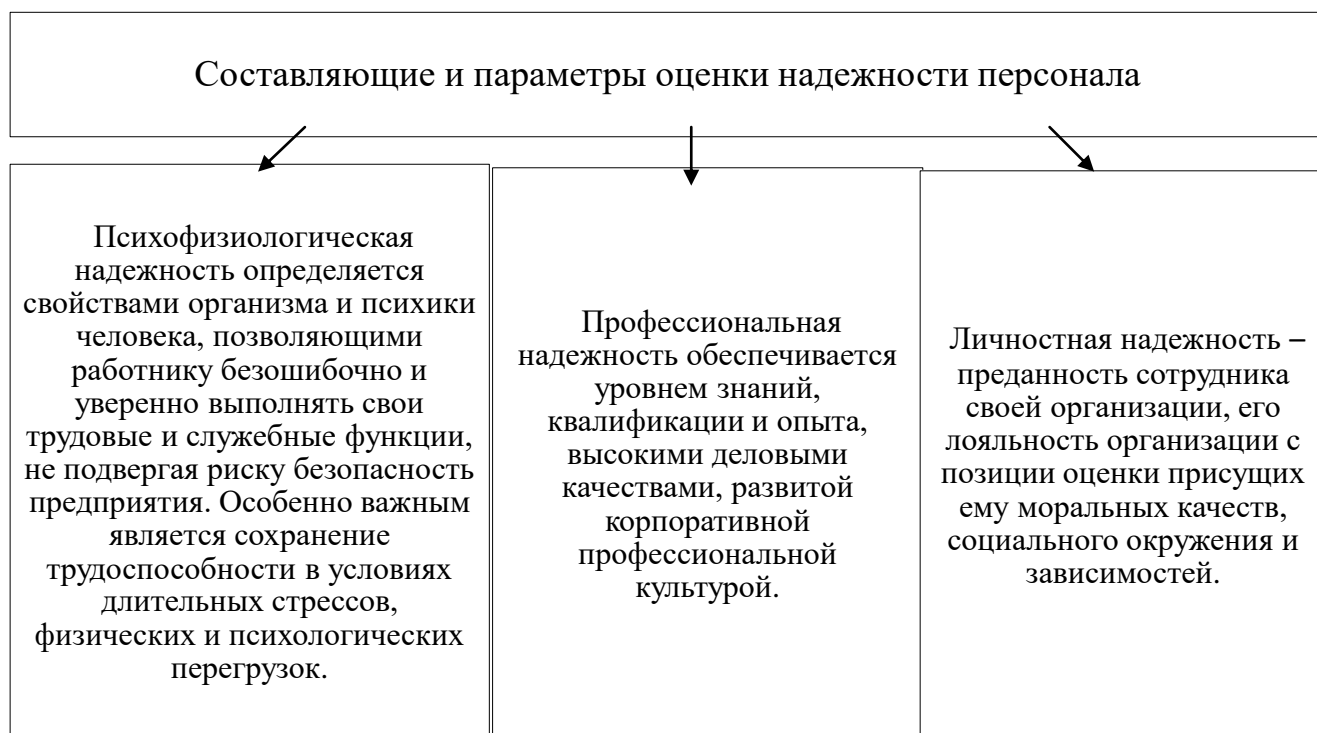 Составляющие и параметры оценки надежности персонала
Психофизиологическая
надежность определяется
свойствами организма и психики
человека, позволяющими
работнику безошибочно и
уверенно выполнять свои
трудовые и служебные функции,
не подвергая риску безопасность
предприятия. Особенно важным
является сохранение
трудоспособности в условиях
длительных стрессов,
физических и психологических
перегрузок.
Профессиональная
надежность обеспечивается
уровнем знаний,
квалификации и опыта,
высокими деловыми
качествами, развитой
корпоративной
профессиональной
культурой.
Личностная надежность –
преданность сотрудника
своей организации, его
лояльность организации с
позиции оценки присущих
ему моральных качеств,
социального окружения и
зависимостей.